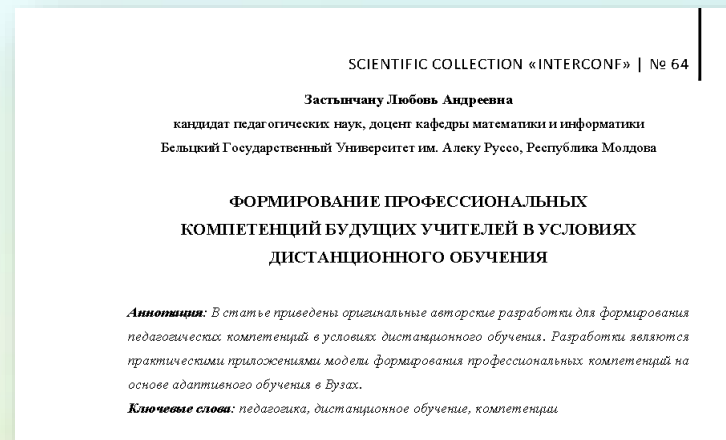 SCIENTIFIC COLLECTION «INTERCONF» | № 64
Застынчану Любовь Андреевна
кандидат педагогических наук, доцент кафедры математики и информатики
Бельцкий Государственный Университет им. Алеку Руссо, Республика Молдова
ФОРМИРОВАНИЕ ПРОФЕССИОНАЛЬНЫХ
КОМПЕТЕНЦИЙ БУДУЩИХ УЧИТЕЛЕЙ В УСЛОВИЯХ
ДИСТАНЦИОННОГО ОБУЧЕНИЯ
Аннотация: В статье приведены оригинальные авторские разработки для формирования
педагогических компетенций в условиях дистанционного обучения. Разработки являются
практическими приложениями модели формирования профессиональных компетенций на
основе адаптивного обучения в Вузах.
Ключевые слова: педагогика, дистанционное обучение, компетенции